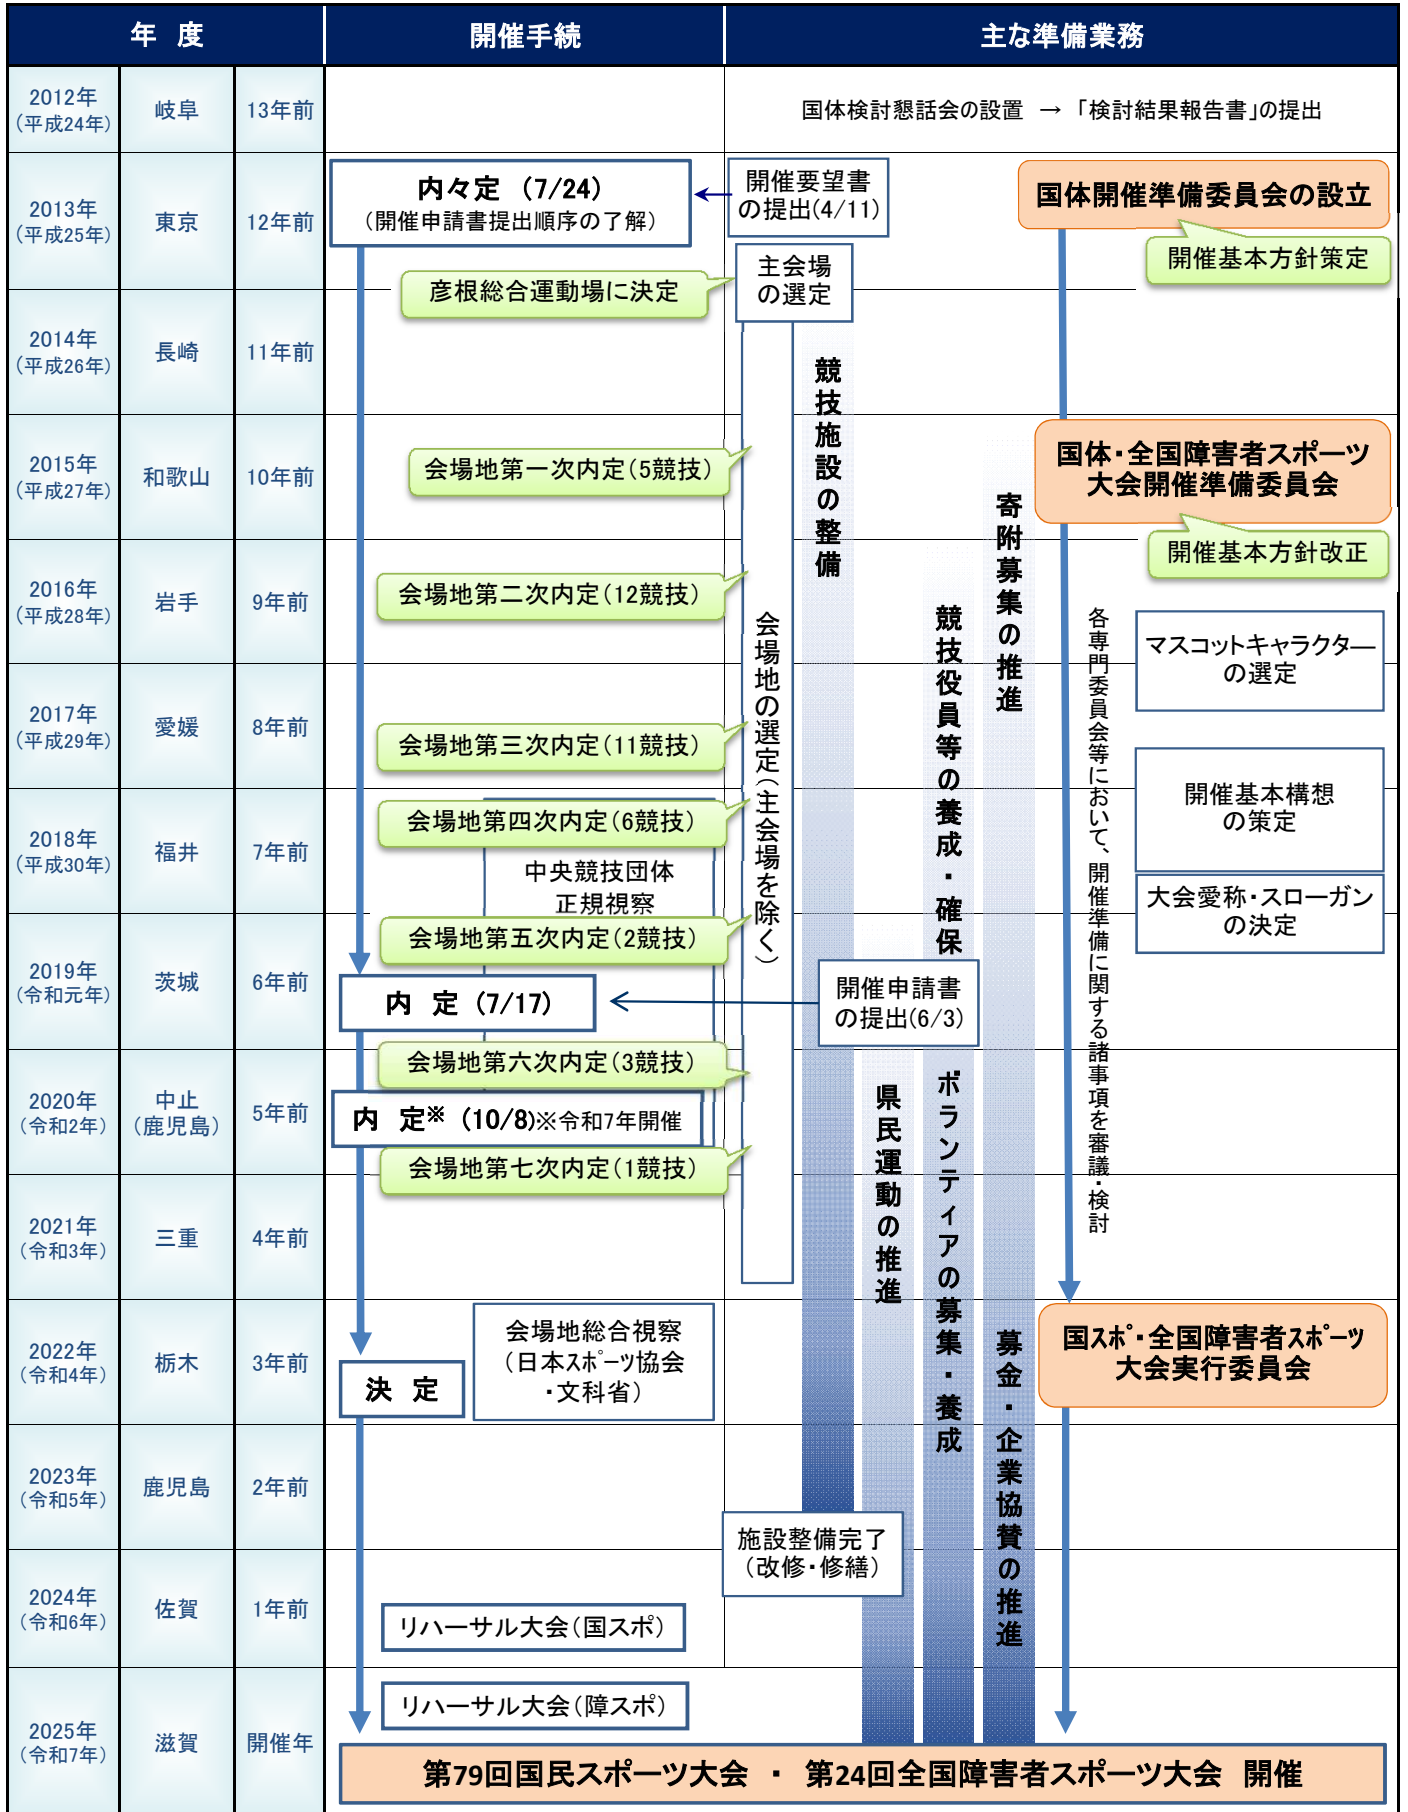 年 度
開催手続
主な準備業務
2012年
(平成24年)
岐阜
13年前
国体検討懇話会の設置 → 「検討結果報告書」の提出
2013年
(平成25年)
東京
12年前
内々定 (7/24)
(開催申請書提出順序の了解)
開催要望書
の提出(4/11)
国体開催準備委員会の設立
開催基本方針策定
彦根総合運動場に決定
主会場
の選定
2014年
(平成26年)
長崎
11年前
競技施設の整備
2015年
(平成27年)
和歌山
10年前
会場地第一次内定(5競技)
国体・全国障害者スポーツ
大会開催準備委員会
開催基本方針改正
寄附募集の推進
2016年
(平成28年)
岩手
9年前
会場地第二次内定(12競技)
会場地の選定(主会場を除く)
競技役員等の養成・確保
各専門委員会等において、開催準備に関する諸事項を審議・検討
マスコットキャラクター
の選定
2017年
(平成29年)
愛媛
8年前
会場地第三次内定(11競技)
開催基本構想
の策定
2018年
(平成30年)
福井
7年前
会場地第四次内定(6競技)
中央競技団体
正規視察
大会愛称・スローガン
の決定
2019年
(令和元年)
茨城
6年前
会場地第五次内定(2競技)
内 定 (7/17)
開催申請書
の提出(6/3)
2020年
(令和2年)
中止
(鹿児島)
5年前
会場地第六次内定(3競技)
内 定※ (10/8)※令和7年開催
会場地第七次内定(1競技)
県民運動の推進
ボランティアの募集・養成
2021年
(令和3年)
三重
4年前
2022年
(令和4年)
栃木
3年前
決 定
会場地総合視察
(日本スポーツ協会
・文科省)
募金・企業協賛の推進
国スポ・全国障害者スポーツ
大会実行委員会
2023年
(令和5年)
鹿児島
2年前
施設整備完了
(改修・修繕)
2024年
(令和6年)
佐賀
1年前
リハーサル大会(国スポ)
2025年
(令和7年)
滋賀
開催年
リハーサル大会(障スポ)
第79回国民スポーツ大会 ・ 第24回全国障害者スポーツ大会 開催